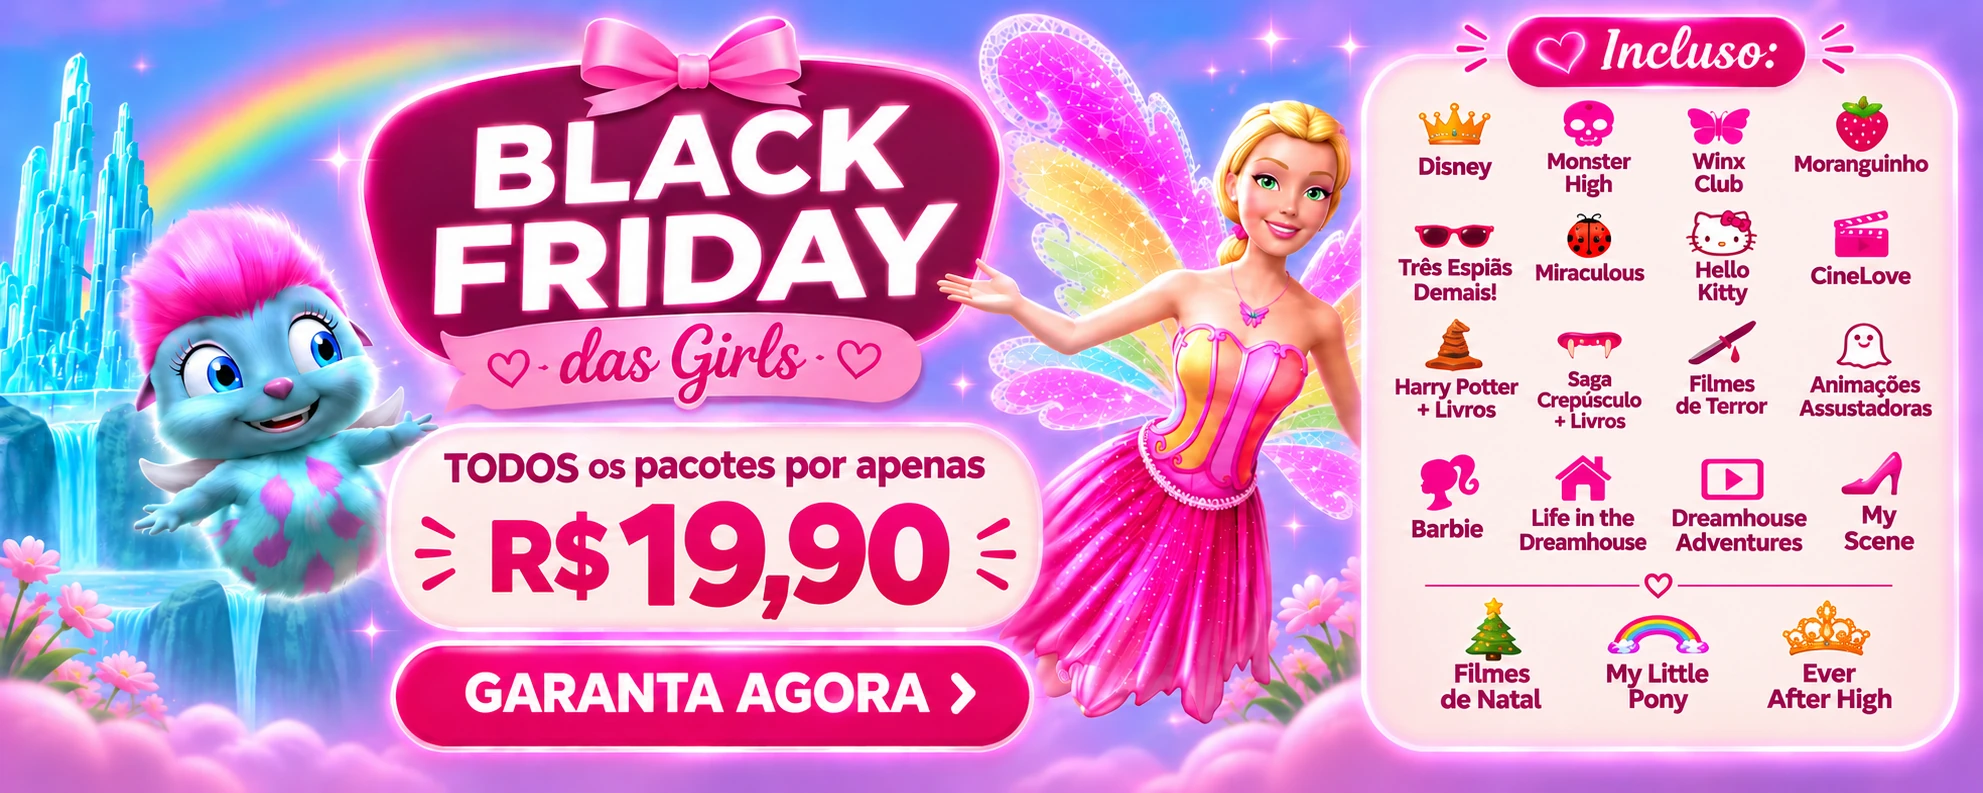 BLACK
FRIDAY
das Girls
TODOS os pacotes por apenas
R$19,90
GARANTA AGORA
Incluso:
Disney
Monster
High
Winx
Club
Moranguinho
Três Espiãs
Demais!
Miraculous
Hello
Kitty
CineLove
Harry Potter
+ Livros
Saga
Crepúsculo
+ Livros
Filmes
de Terror
Animações
Assustadoras
Barbie
Life in the
Dreamhouse
Dreamhouse
Adventures
My
Scene
Filmes
de Natal
My Little
Pony
Ever
After High